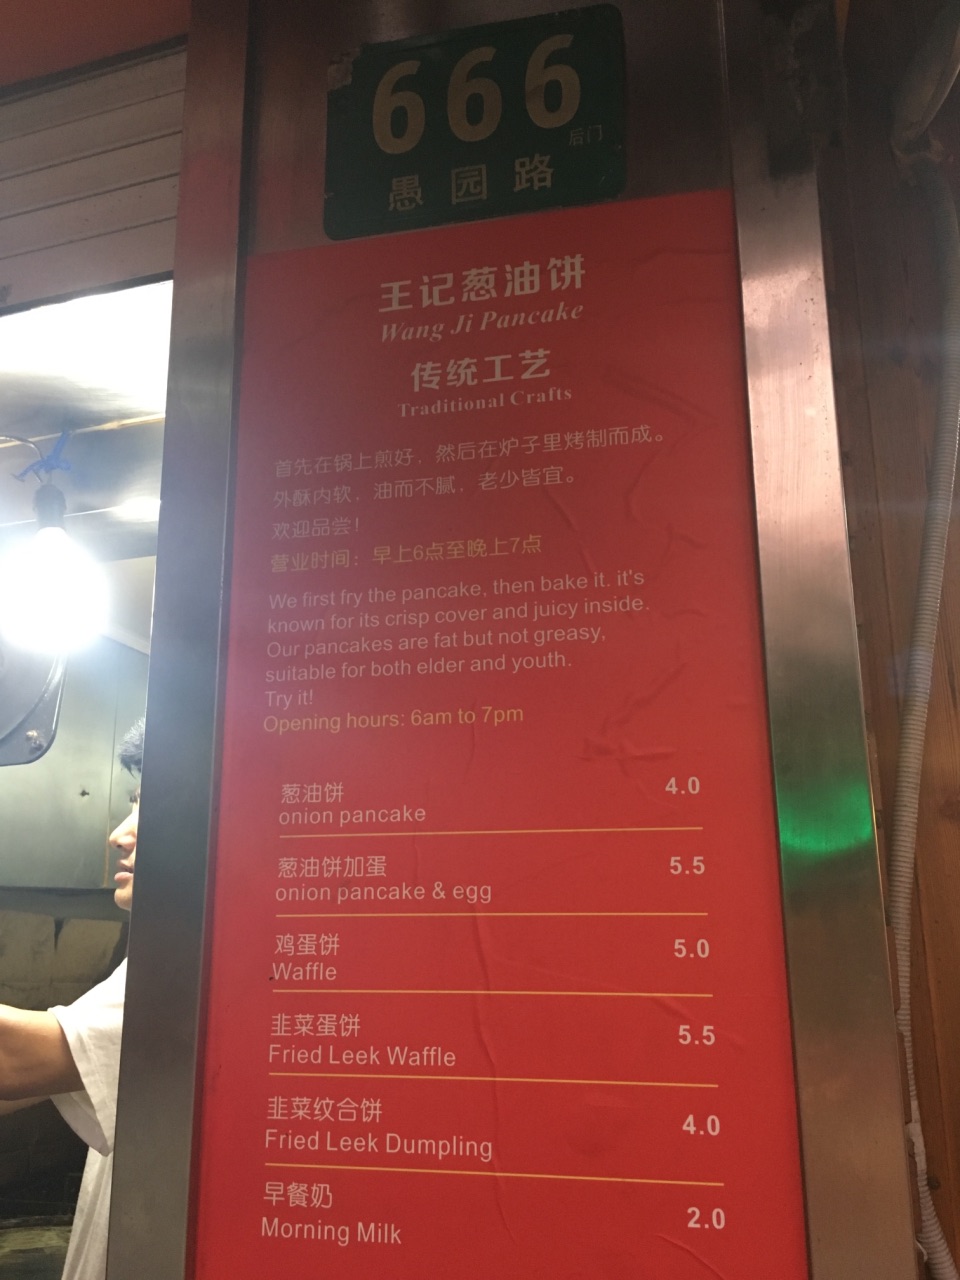 666
后门
愚园路
王记葱油饼
Wang Ji Pancake
传统工艺
Traditional Crafts
首先在锅上煎好，然后在炉子里烤制而成。
外酥内软，油而不腻，老少皆宜。
欢迎品尝！
营业时间：早上6点至晚上7点
We first fry the pancake, then bake it. it's
known for its crisp cover and juicy inside.
Our pancakes are fat but not greasy,
suitable for both elder and youth.
Try it!
Opening hours: 6am to 7pm
葱油饼 4.0
onion pancake
葱油饼加蛋 5.5
onion pancake & egg
鸡蛋饼 5.0
Waffle
韭菜蛋饼 5.5
Fried Leek Waffle
韭菜纹合饼 4.0
Fried Leek Dumpling
早餐奶 2.0
Morning Milk